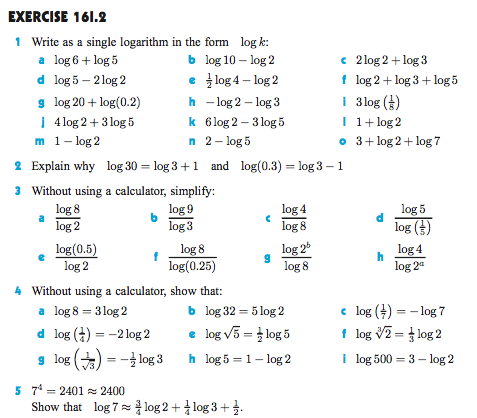 EXERCISE 16I.2
1 Write as a single logarithm in the form log k:
a log 6 + log 5 b log 10 − log 2 c 2 log 2 + log 3
d log 5 − 2 log 2 e ½ log 4 − log 2 f log 2 + log 3 + log 5
g log 20 + log(0.2) h − log 2 − log 3 i 3 log (1/8)
j 4 log 2 + 3 log 5 k 6 log 2 − 3 log 5 l 1 + log 2
m 1 − log 2 n 2 − log 5 o 3 + log 2 + log 7
2 Explain why log 30 = log 3 + 1 and log(0.3) = log 3 − 1
3 Without using a calculator, simplify:
a log 8 / log 2 b log 9 / log 3 c log 4 / log 8 d log 5 / log (1/5)
e log(0.5) / log 2 f log 8 / log(0.25) g log 2ᵇ / log 8 h log 4 / log 2ᵃ
4 Without using a calculator, show that:
a log 8 = 3 log 2 b log 32 = 5 log 2 c log (1/7) = − log 7
d log (¼) = −2 log 2 e log √5 = ½ log 5 f log ∛2 = ⅓ log 2
g log (1/√3) = −½ log 3 h log 5 = 1 − log 2 i log 500 = 3 − log 2
5 7⁴ = 2401 ≈ 2400
Show that log 7 ≈ ¾ log 2 + ¼ log 3 + ½.